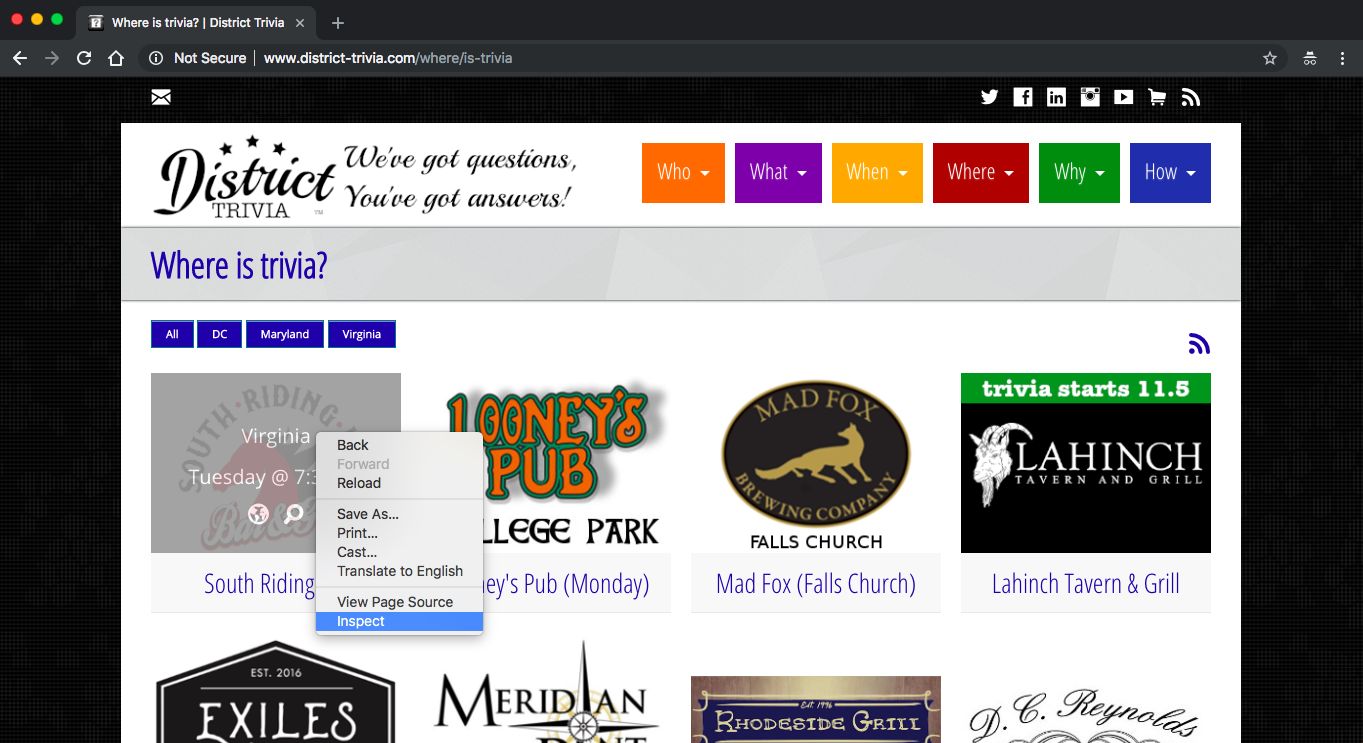 Where is trivia? | District Trivia
Not Secure | www.district-trivia.com/where/is-trivia
District
TRIVIA
TM
We've got questions,
You've got answers!
Who
What
When
Where
Why
How
Where is trivia?
All
DC
Maryland
Virginia
SOUTH·RIDING
Virginia
Tuesday @ 7:3
Back
Forward
Reload
Save As...
Print...
Cast...
Translate to English
View Page Source
Inspect
South Riding
LOONEY'S
PUB
LLEGE PARK
ney's Pub (Monday)
MAD FOX
BREWING COMPANY
FALLS CHURCH
Mad Fox (Falls Church)
trivia starts 11.5
LAHINCH
TAVERN AND GRILL
Lahinch Tavern & Grill
EST. 2016
EXILES
MERIDIAN
Est. 1996
RHODESIDE GRILL
D. C. Reynolds